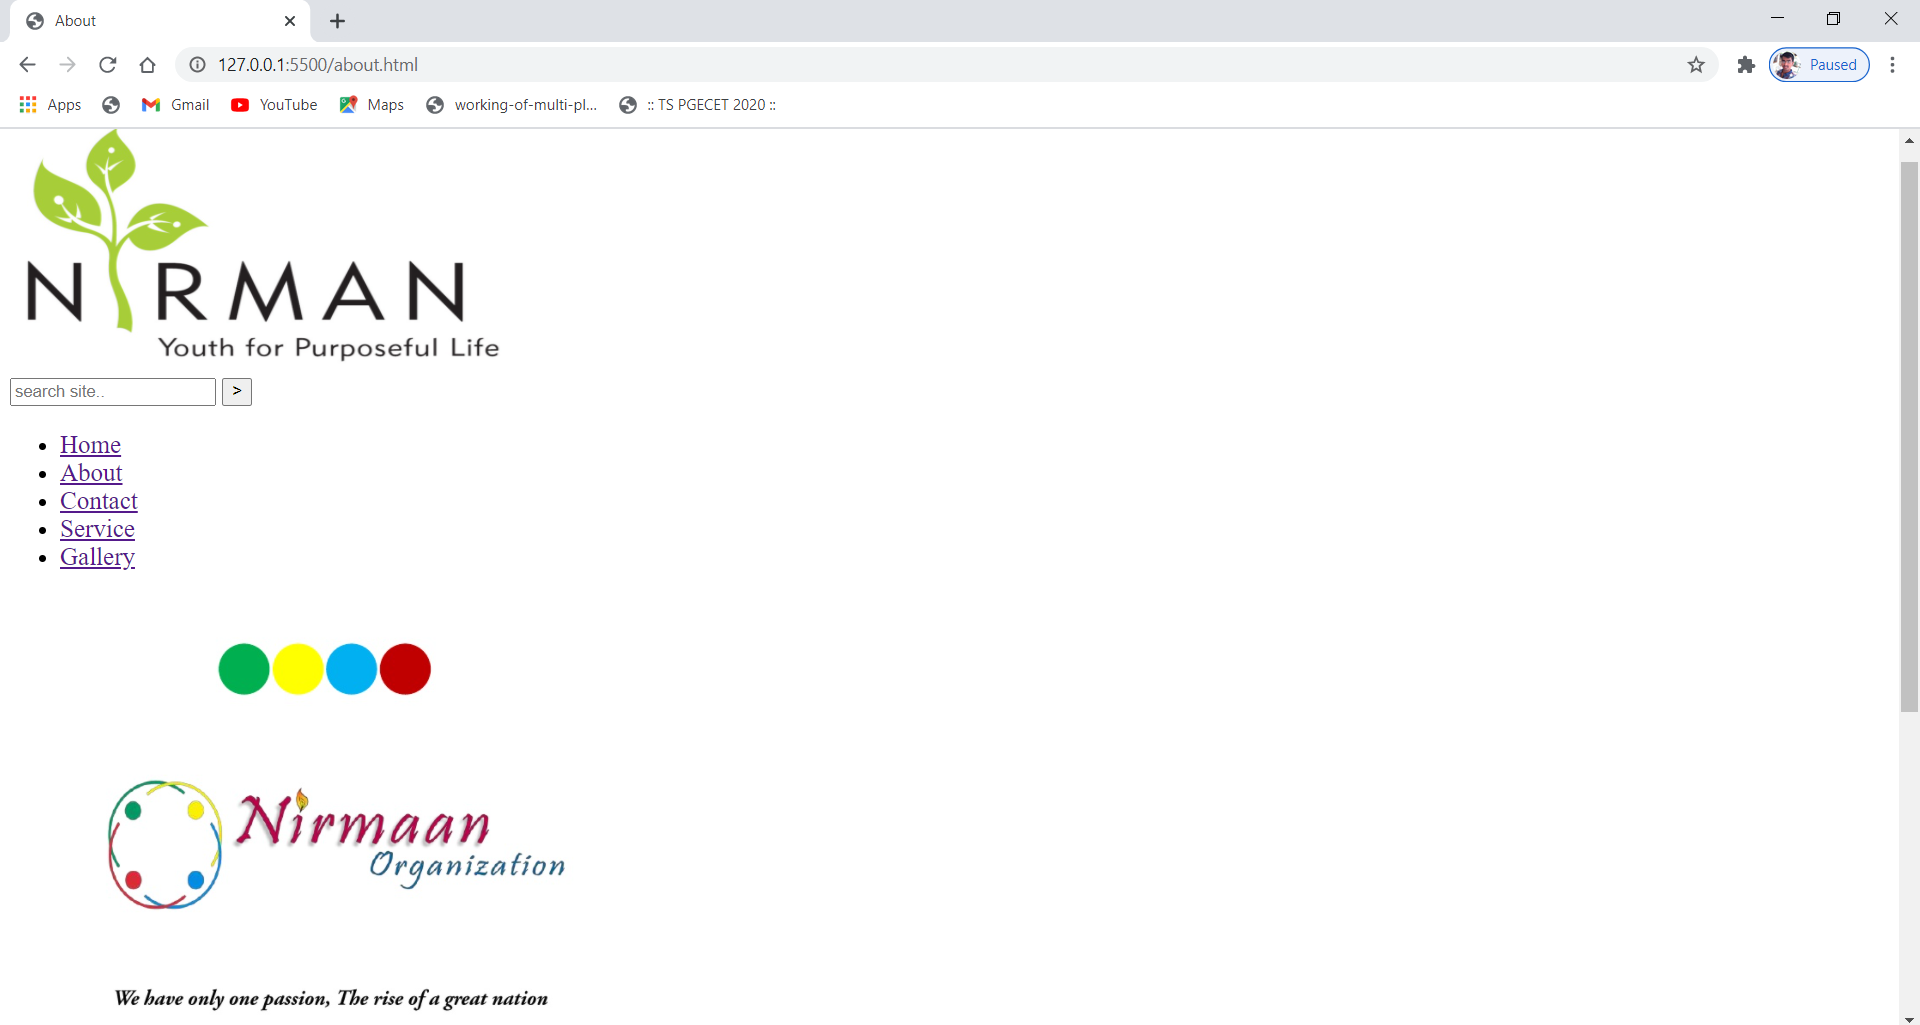 About
127.0.0.1:5500/about.html
Paused
Apps
Gmail
YouTube
Maps
working-of-multi-pl...
:: TS PGECET 2020 ::
NIRMAN
Youth for Purposeful Life
search site..
>
Home
About
Contact
Service
Gallery
Nirmaan
Organization
We have only one passion, The rise of a great nation